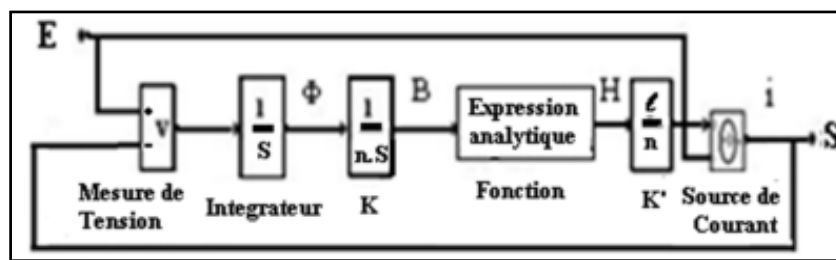 E
Φ
B
H
i
S
+
-
V
1
S
1
n.S
Expression
analytique
ℓ
n
Mesure de
Tension
Integrateur
K
Fonction
K'
Source de
Courant